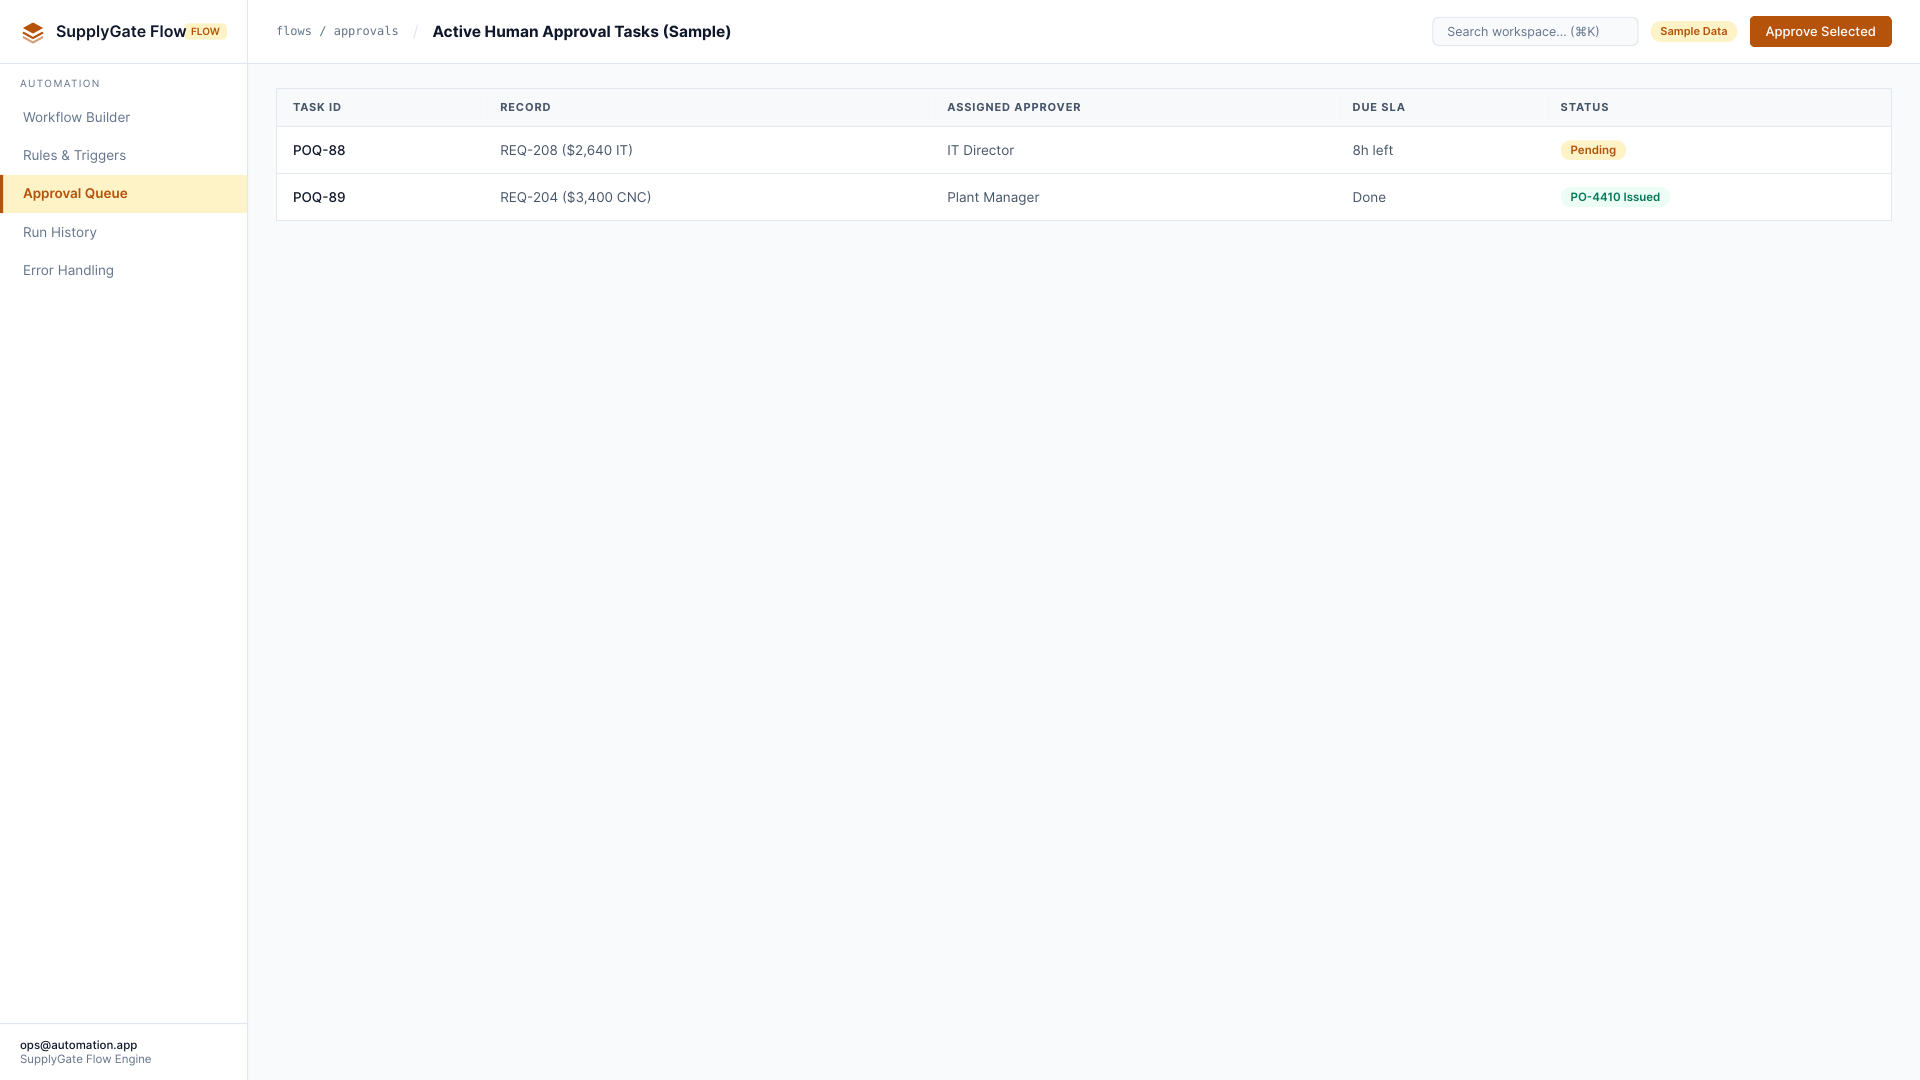 SupplyGate Flow FLOW
flows / approvals / Active Human Approval Tasks (Sample)
Search workspace... (⌘K)
Sample Data
Approve Selected
AUTOMATION
Workflow Builder
Rules & Triggers
Approval Queue
Run History
Error Handling
TASK ID RECORD ASSIGNED APPROVER DUE SLA STATUS
POQ-88 REQ-208 ($2,640 IT) IT Director 8h left Pending
POQ-89 REQ-204 ($3,400 CNC) Plant Manager Done PO-4410 Issued
ops@automation.app
SupplyGate Flow Engine